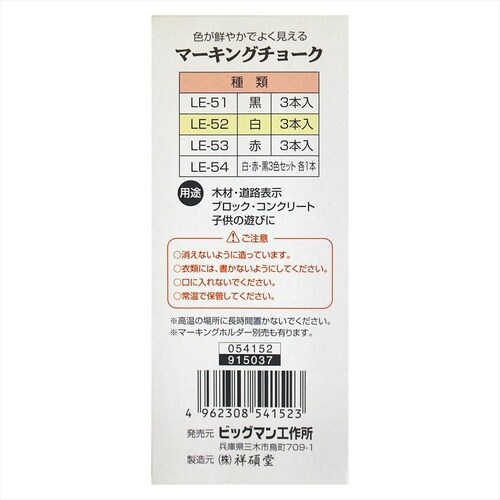 色が鮮やかでよく見える
マーキングチョーク
種 類
LE-51 黒 3本入
LE-52 白 3本入
LE-53 赤 3本入
LE-54 白・赤・黒3色セット 各1本
用途 木材・道路表示
ブロック・コンクリート
子供の遊びに
ご注意
○消えないように造っています。
○衣類には、書かないようにしてください。
○口に入れないでください。
○常温で保管してください。
※高温の場所に長時間置かないでください。
※マーキングホルダー別売も有ります。
054152
915037
4 962308 541523
発売元 ビッグマン工作所
兵庫県三木市鳥町709-1
製造元 ㈱ 祥碩堂